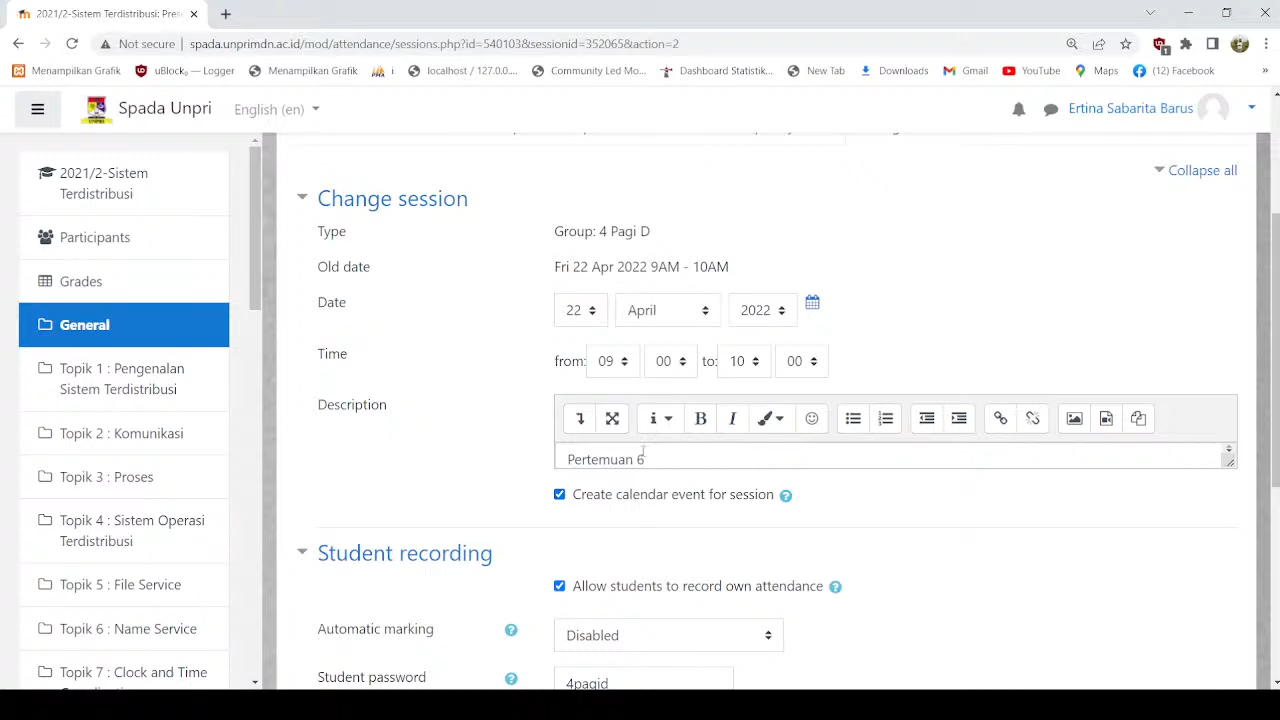 2021/2-Sistem Terdistribusi: Pres
Not secure
spada.unprimdn.ac.id/mod/attendance/sessions.php?id=540103&sessionid=352065&action=2
Menampilkan Grafik
uBlock₀ — Logger
Menampilkan Grafik
i
localhost / 127.0.0....
Community Led Mo...
Dashboard Statistik...
New Tab
Downloads
Gmail
YouTube
Maps
(12) Facebook
»
Spada Unpri
English (en)
Ertina Sabarita Barus
2021/2-Sistem
Terdistribusi
Participants
Grades
General
Topik 1 : Pengenalan
Sistem Terdistribusi
Topik 2 : Komunikasi
Topik 3 : Proses
Topik 4 : Sistem Operasi
Terdistribusi
Topik 5 : File Service
Topik 6 : Name Service
Topik 7 : Clock and Time
Collapse all
Change session
Type
Group: 4 Pagi D
Old date
Fri 22 Apr 2022 9AM - 10AM
Date
22
April
2022
Time
from:
09
00
to:
10
00
Description
i
B
I
Pertemuan 6
Create calendar event for session
Student recording
Allow students to record own attendance
Automatic marking
Disabled
Student password
4pagid